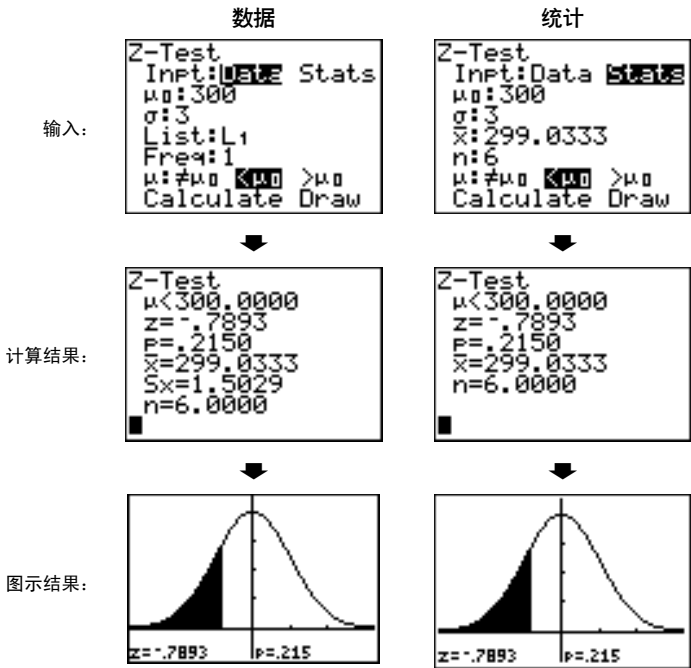 数据
统计
输入：
Z-Test
Inpt:Data Stats
μ0:300
σ:3
List:L1
Freq:1
μ:≠μ0 <μ0 >μ0
Calculate Draw
Z-Test
Inpt:Data Stats
μ0:300
σ:3
x̄:299.0333
n:6
μ:≠μ0 <μ0 >μ0
Calculate Draw
计算结果：
Z-Test
μ<300.0000
z=-.7893
p=.2150
x̄=299.0333
Sx=1.5029
n=6.0000
Z-Test
μ<300.0000
z=-.7893
p=.2150
x̄=299.0333
n=6.0000
图示结果：
z=-.7893 p=.215
z=-.7893 p=.215